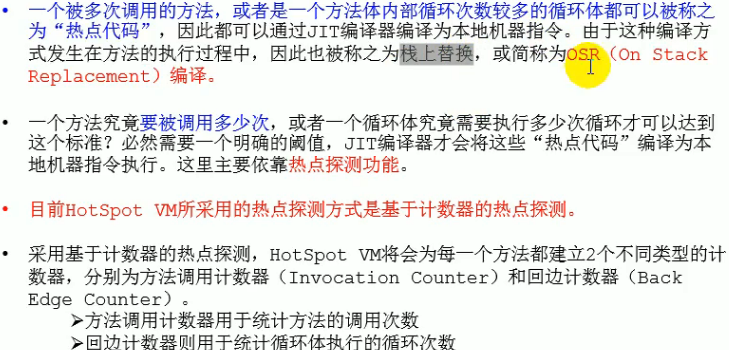 • 一个被多次调用的方法，或者是一个方法体内部循环次数较多的循环体都可以被称之
为“热点代码”，因此都可以通过JIT编译器编译为本地机器指令。由于这种编译方
式发生在方法的执行过程中，因此也被称之为栈上替换，或简称为OSR（On Stack
Replacement）编译。
• 一个方法究竟要被调用多少次，或者一个循环体究竟需要执行多少次循环才可以达到
这个标准？必然需要一个明确的阈值，JIT编译器才会将这些“热点代码”编译为本
地机器指令执行。这里主要依靠热点探测功能。
• 目前HotSpot VM所采用的热点探测方式是基于计数器的热点探测。
• 采用基于计数器的热点探测，HotSpot VM将会为每一个方法都建立2个不同类型的计
数器，分别为方法调用计数器（Invocation Counter）和回边计数器（Back
Edge Counter）。
➢方法调用计数器用于统计方法的调用次数
➢回边计数器则用于统计循环体执行的循环次数